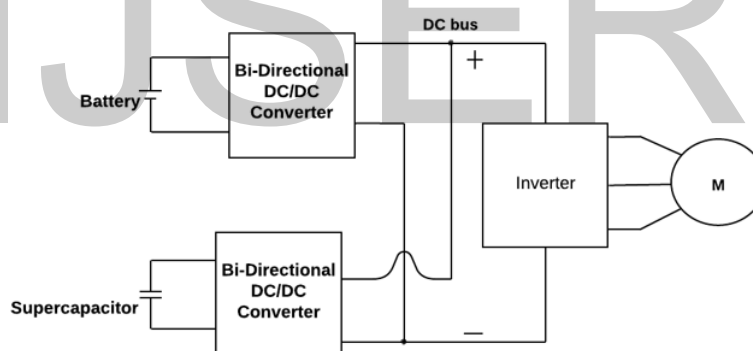 IJSER
DC bus
+
Bi-Directional
DC/DC
Converter
Battery
Inverter
M
Bi-Directional
DC/DC
Converter
Supercapacitor
—